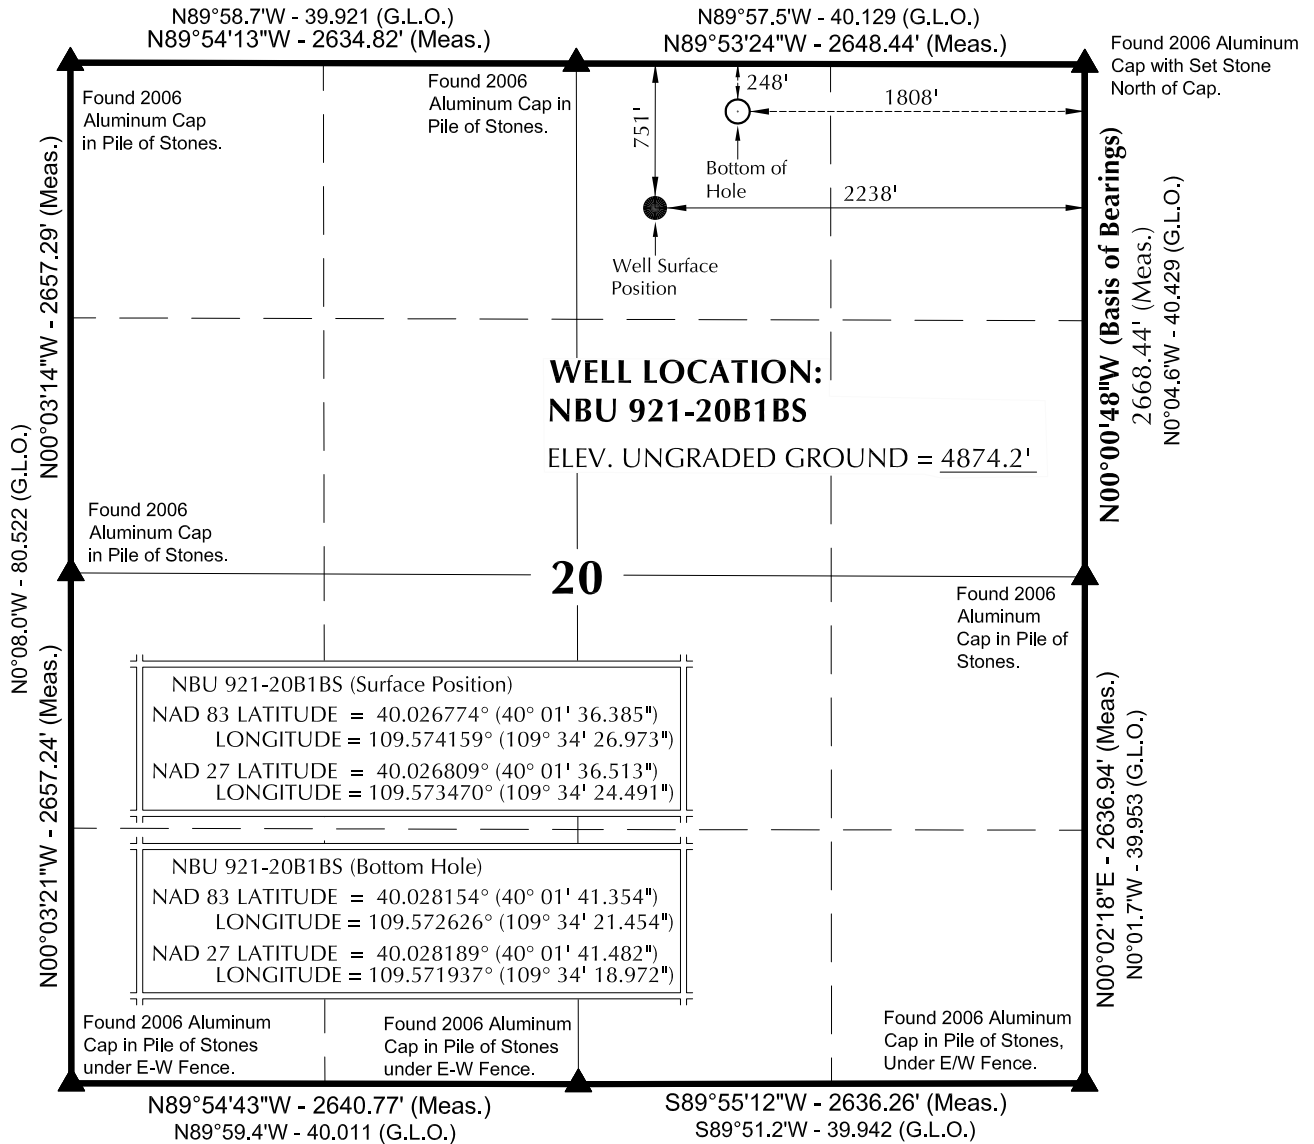 N89°58.7'W - 39.921 (G.L.O.)
N89°54'13"W - 2634.82' (Meas.)
N89°57.5'W - 40.129 (G.L.O.)
N89°53'24"W - 2648.44' (Meas.)
Found 2006 Aluminum
Cap with Set Stone
North of Cap.
Found 2006
Aluminum Cap
in Pile of Stones.
Found 2006
Aluminum Cap in
Pile of Stones.
248'
1808'
751'
Bottom of
Hole
2238'
Well Surface
Position
N00°03'14"W - 2657.29' (Meas.)
N0°08.0'W - 80.522 (G.L.O.)
N00°00'48"W (Basis of Bearings)
2668.44' (Meas.)
N0°04.6'W - 40.429 (G.L.O.)
WELL LOCATION:
NBU 921-20B1BS
ELEV. UNGRADED GROUND = 4874.2'
Found 2006
Aluminum Cap
in Pile of Stones.
20
Found 2006
Aluminum
Cap in Pile of
Stones.
N00°03'21"W - 2657.24' (Meas.)
N00°02'18"E - 2636.94' (Meas.)
N0°01.7'W - 39.953 (G.L.O.)
NBU 921-20B1BS (Surface Position)
NAD 83 LATITUDE = 40.026774° (40° 01' 36.385")
LONGITUDE = 109.574159° (109° 34' 26.973")
NAD 27 LATITUDE = 40.026809° (40° 01' 36.513")
LONGITUDE = 109.573470° (109° 34' 24.491")
NBU 921-20B1BS (Bottom Hole)
NAD 83 LATITUDE = 40.028154° (40° 01' 41.354")
LONGITUDE = 109.572626° (109° 34' 21.454")
NAD 27 LATITUDE = 40.028189° (40° 01' 41.482")
LONGITUDE = 109.571937° (109° 34' 18.972")
Found 2006 Aluminum
Cap in Pile of Stones
under E-W Fence.
Found 2006 Aluminum
Cap in Pile of Stones
under E-W Fence.
Found 2006 Aluminum
Cap in Pile of Stones,
Under E/W Fence.
N89°54'43"W - 2640.77' (Meas.)
N89°59.4'W - 40.011 (G.L.O.)
S89°55'12"W - 2636.26' (Meas.)
S89°51.2'W - 39.942 (G.L.O.)